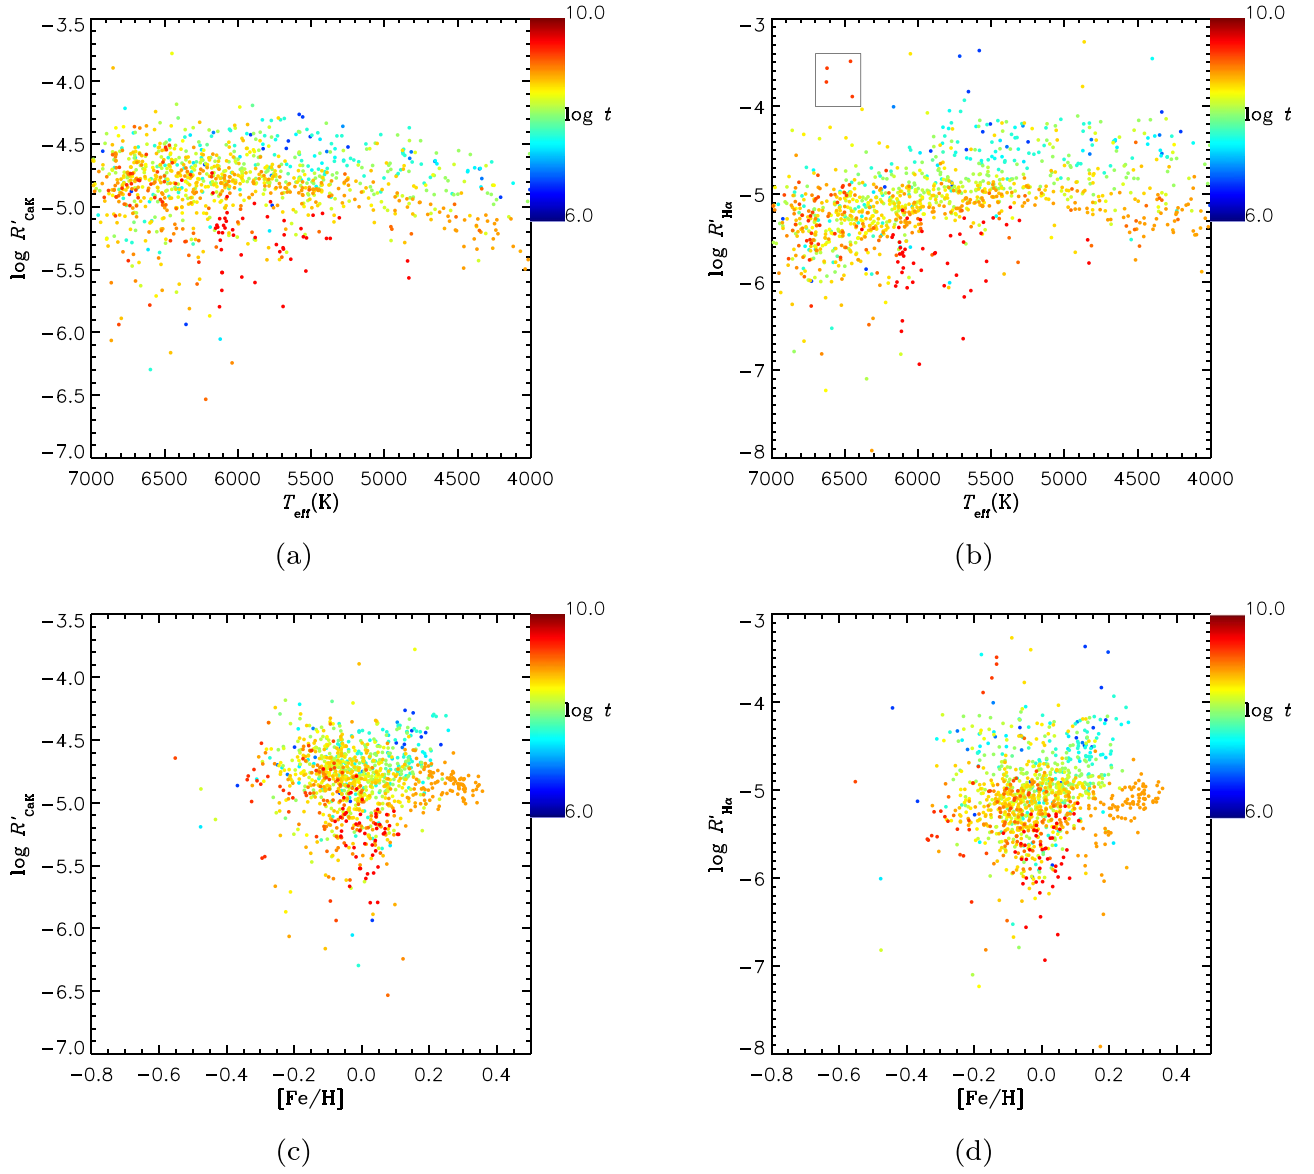 −3.5
−4.0
−4.5
−5.0
−5.5
−6.0
−6.5
−7.0
7000 6500 6000 5500 5000 4500 4000
log R′CaK
Teff(K)
10.0
log t
6.0
(a)
−3
−4
−5
−6
−7
−8
7000 6500 6000 5500 5000 4500 4000
log R′Hα
Teff(K)
10.0
log t
6.0
(b)
−3.5
−4.0
−4.5
−5.0
−5.5
−6.0
−6.5
−7.0
−0.8 −0.6 −0.4 −0.2 0.0 0.2 0.4
log R′CaK
[Fe/H]
10.0
log t
6.0
(c)
−3
−4
−5
−6
−7
−8
−0.8 −0.6 −0.4 −0.2 0.0 0.2 0.4
log R′Hα
[Fe/H]
10.0
log t
6.0
(d)